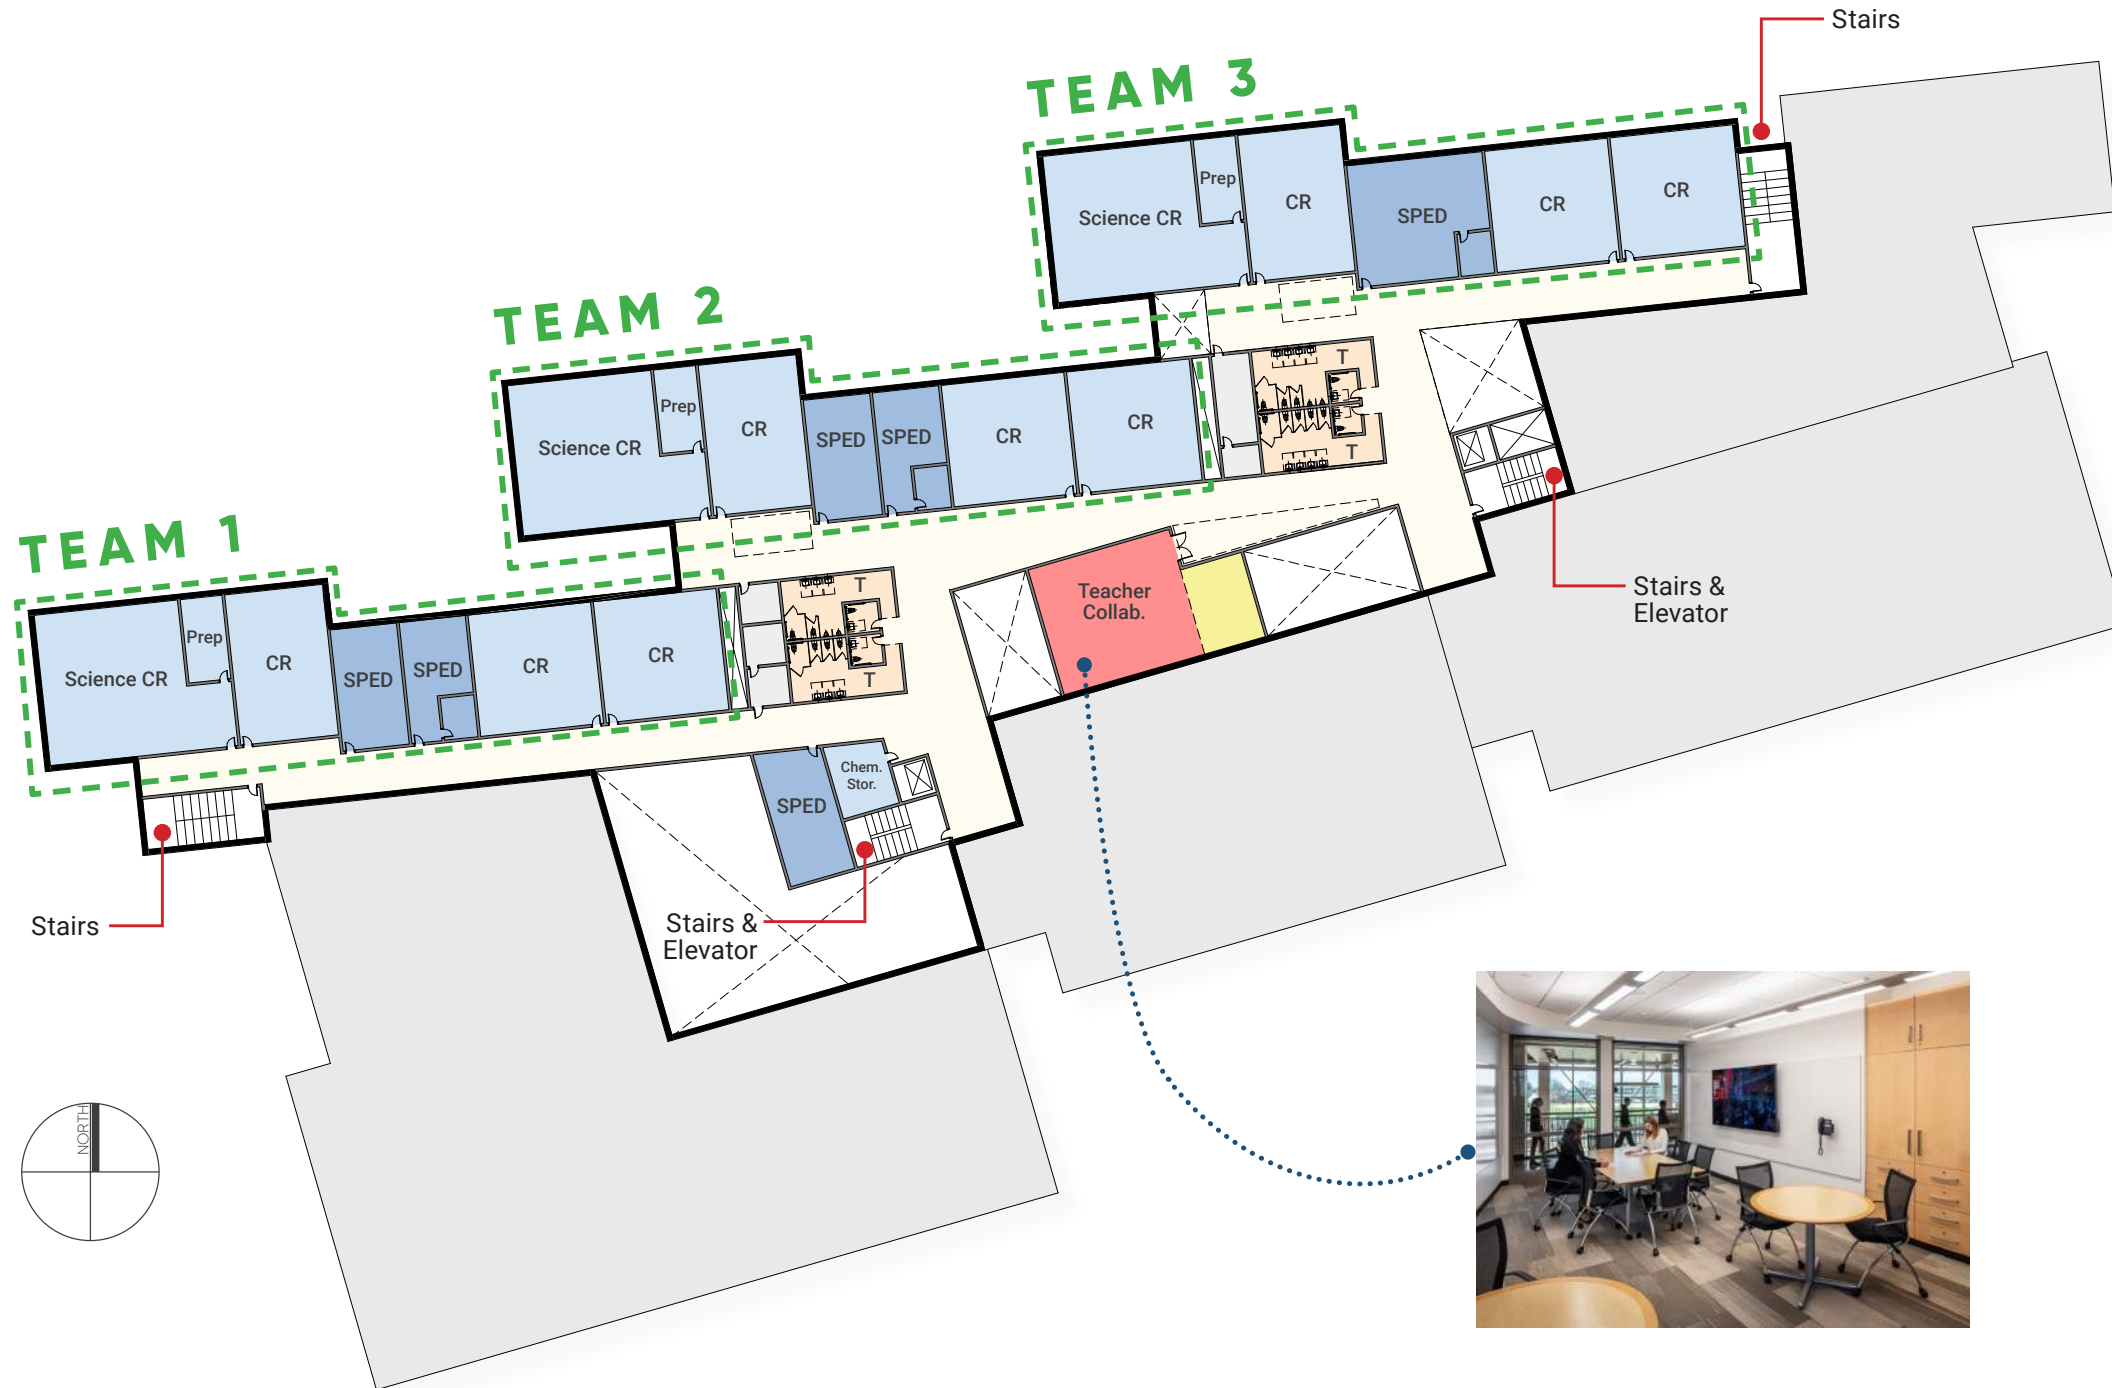 Stairs
TEAM 3
Prep
Science CR
CR
SPED
CR
CR
TEAM 2
Prep
Science CR
CR
SPED
SPED
CR
CR
T
T
TEAM 1
Prep
Science CR
CR
SPED
SPED
CR
CR
T
T
Teacher
Collab.
Stairs &
Elevator
SPED
Chem.
Stor.
Stairs
Stairs &
Elevator
NORTH